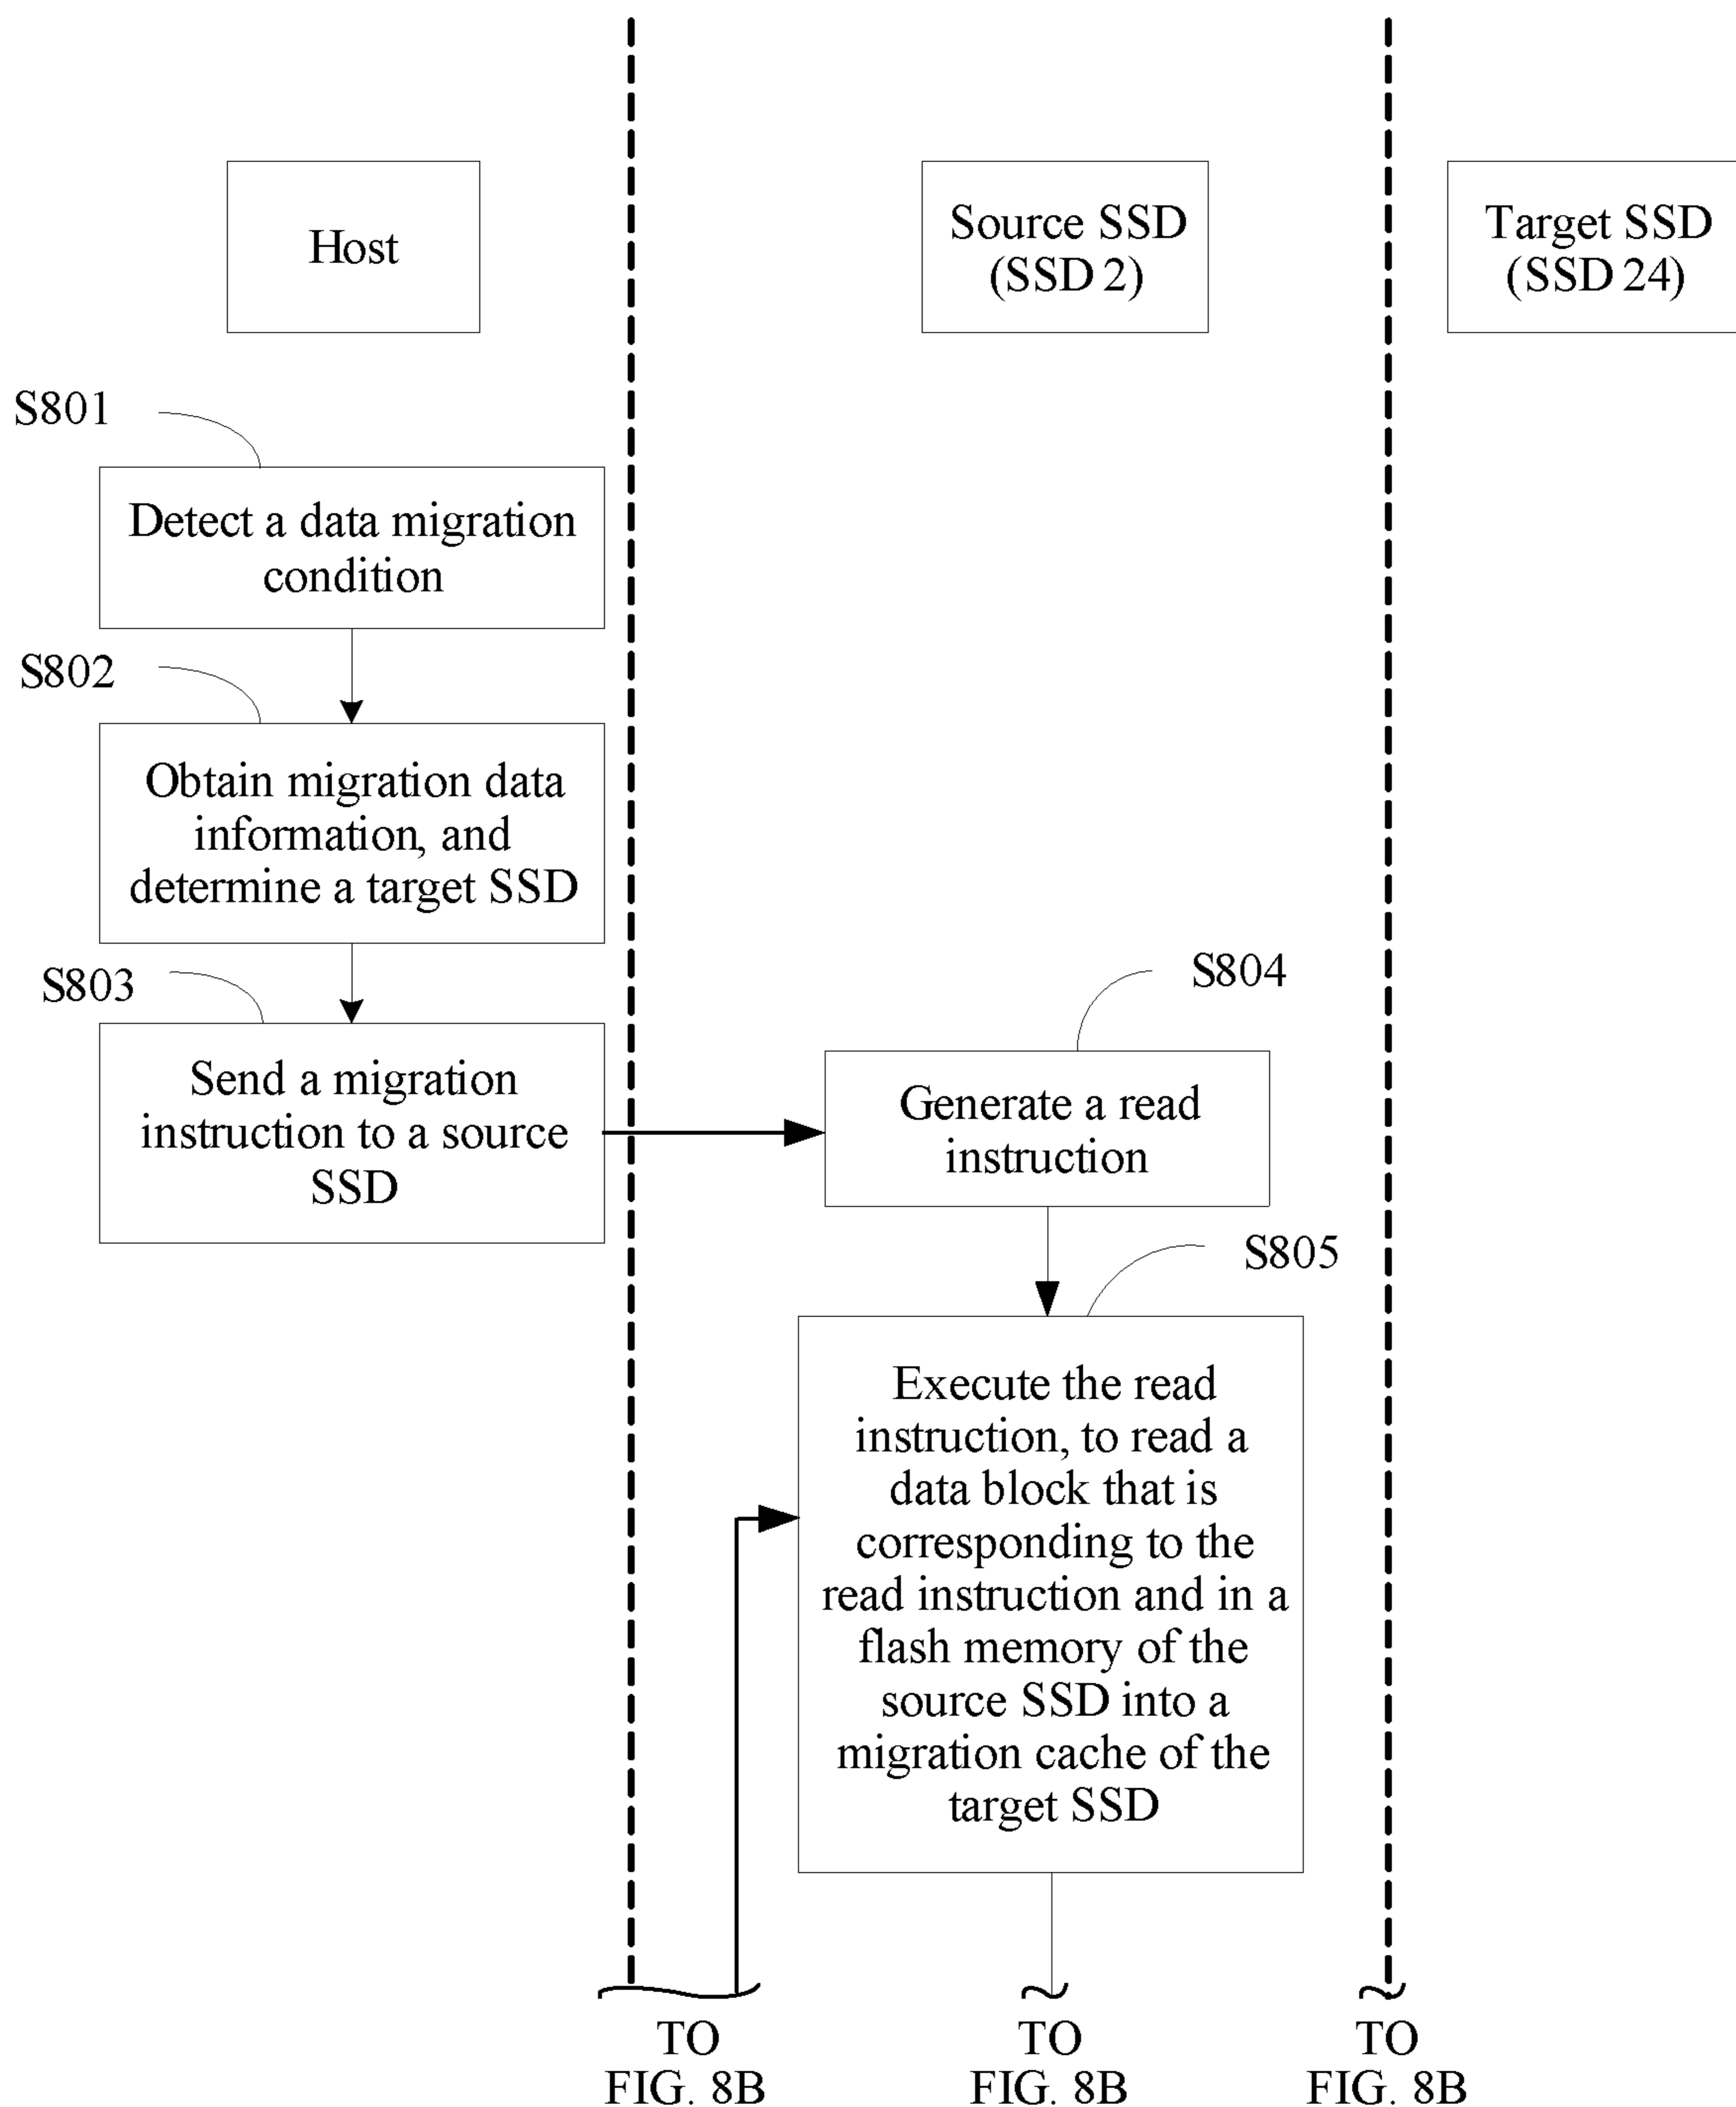 Host
Source SSD
(SSD 2)
Target SSD
(SSD 24)
S801
Detect a data migration
condition
S802
Obtain migration data
information, and
determine a target SSD
S803
Send a migration
instruction to a source
SSD
S804
Generate a read
instruction
S805
Execute the read
instruction, to read a
data block that is
corresponding to the
read instruction and in a
flash memory of the
source SSD into a
migration cache of the
target SSD
TO
FIG. 8B
TO
FIG. 8B
TO
FIG. 8B